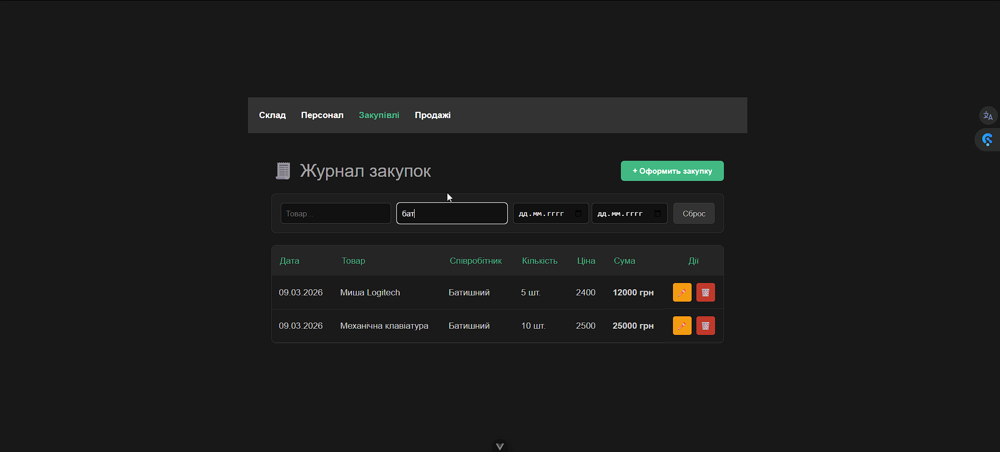 Склад Персонал Закупівлі Продажі
Журнал закупок
+ Оформить закупку
Товар... бат дд.мм.гггг дд.мм.гггг Сброс
Дата Товар Співробітник Кількість Ціна Сума Дії
09.03.2026 Миша Logitech Батишний 5 шт. 2400 12000 грн
09.03.2026 Механічна клавіатура Батишний 10 шт. 2500 25000 грн